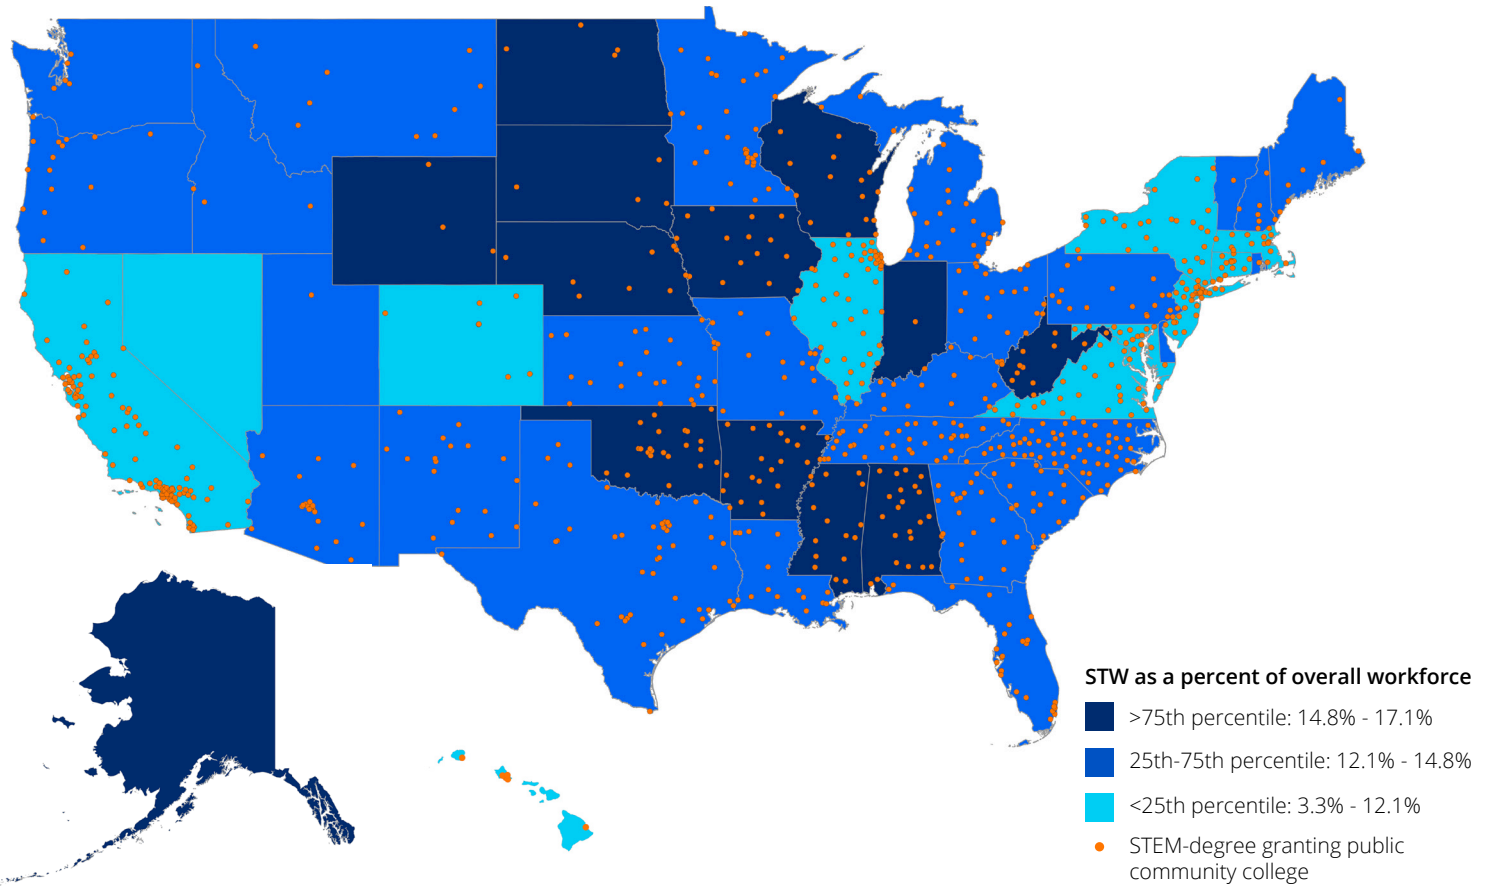 STW as a percent of overall workforce
>75th percentile: 14.8% - 17.1%
25th-75th percentile: 12.1% - 14.8%
<25th percentile: 3.3% - 12.1%
STEM-degree granting public
community college